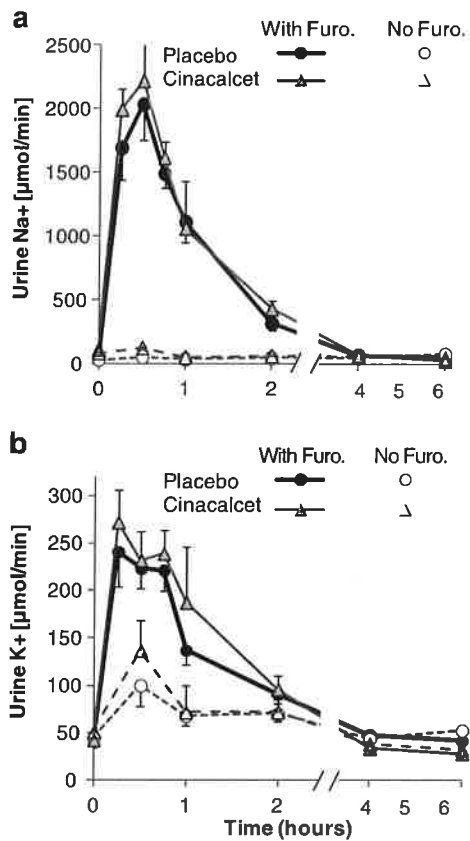 a
With Furo. No Furo.
Placebo
Cinacalcet
Urine Na+ [µmol/min]
2500
2000
1500
1000
500
0
0 1 2 4 5 6
b
With Furo. No Furo.
Placebo
Cinacalcet
Urine K+ [µmol/min]
300
250
200
150
100
50
0
0 1 2 4 5 6
Time (hours)